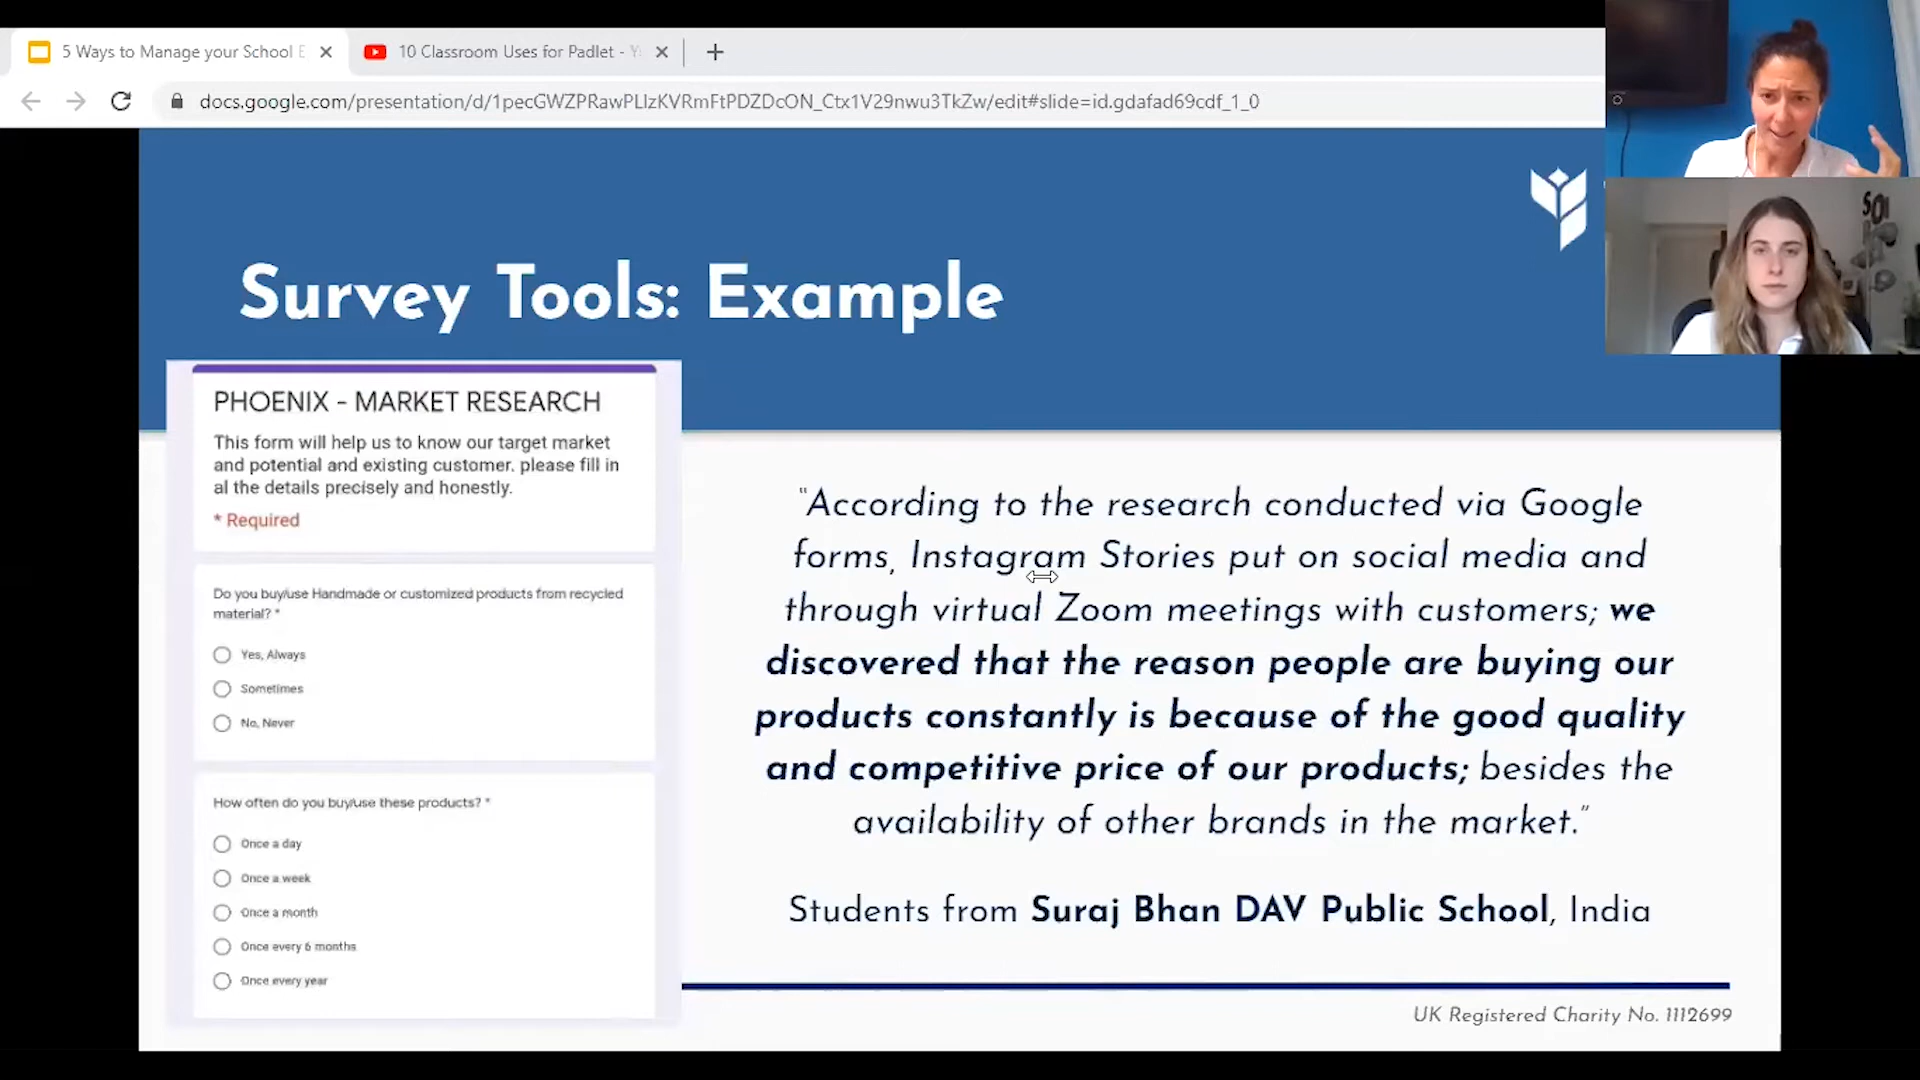 5 Ways to Manage your School E
10 Classroom Uses for Padlet - Y
docs.google.com/presentation/d/1pecGWZPRawPLIzKVRmFtPDZDcON_Ctx1V29nwu3TkZw/edit#slide=id.gdafad69cdf_1_0
Survey Tools: Example
PHOENIX - MARKET RESEARCH
This form will help us to know our target market
and potential and existing customer. please fill in
al the details precisely and honestly.
* Required
Do you buy/use Handmade or customized products from recycled
material? *
Yes, Always
Sometimes
No, Never
How often do you buy/use these products? *
Once a day
Once a week
Once a month
Once every 6 months
Once every year
“According to the research conducted via Google
forms, Instagram Stories put on social media and
through virtual Zoom meetings with customers; we
discovered that the reason people are buying our
products constantly is because of the good quality
and competitive price of our products; besides the
availability of other brands in the market.”
Students from Suraj Bhan DAV Public School, India
UK Registered Charity No. 1112699